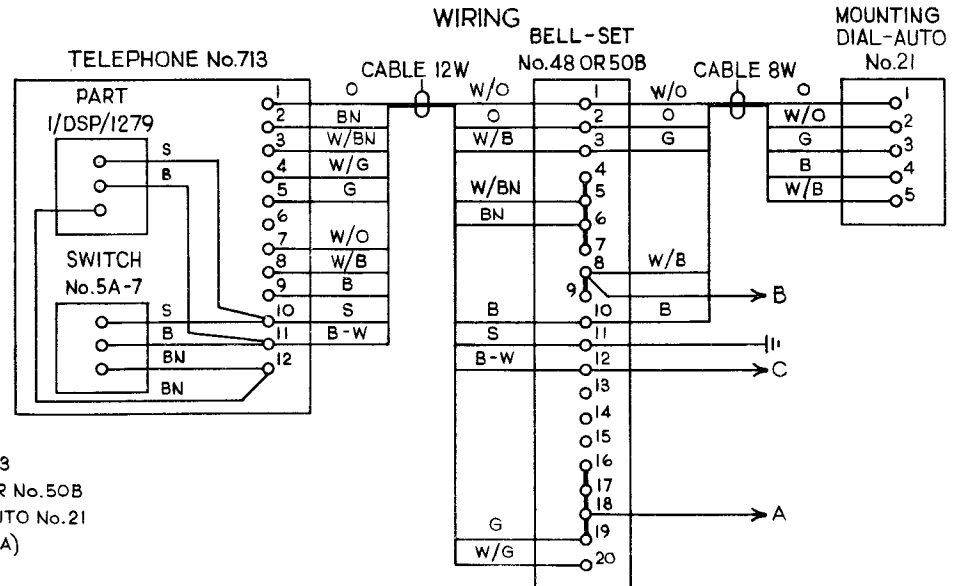 WIRING
TELEPHONE No.713
PART
1/DSP/1279
S
B
SWITCH
No.5A-7
S
B
BN
BN
1
2
3
4
5
6
7
8
9
10
11
12
CABLE 12W
O
BN
W/BN
W/G
G
W/O
W/B
B
S
B-W
W/O
O
W/B
W/BN
BN
B
S
B-W
G
W/G
BELL-SET
No.48 OR 50B
1
2
3
4
5
6
7
8
9
10
11
12
13
14
15
16
17
18
19
20
CABLE 8W
W/O
O
G
W/B
B
B
C
A
O
W/O
G
B
W/B
MOUNTING
DIAL-AUTO
No.21
1
2
3
4
5
3
R No.50B
UTO No.21
A)